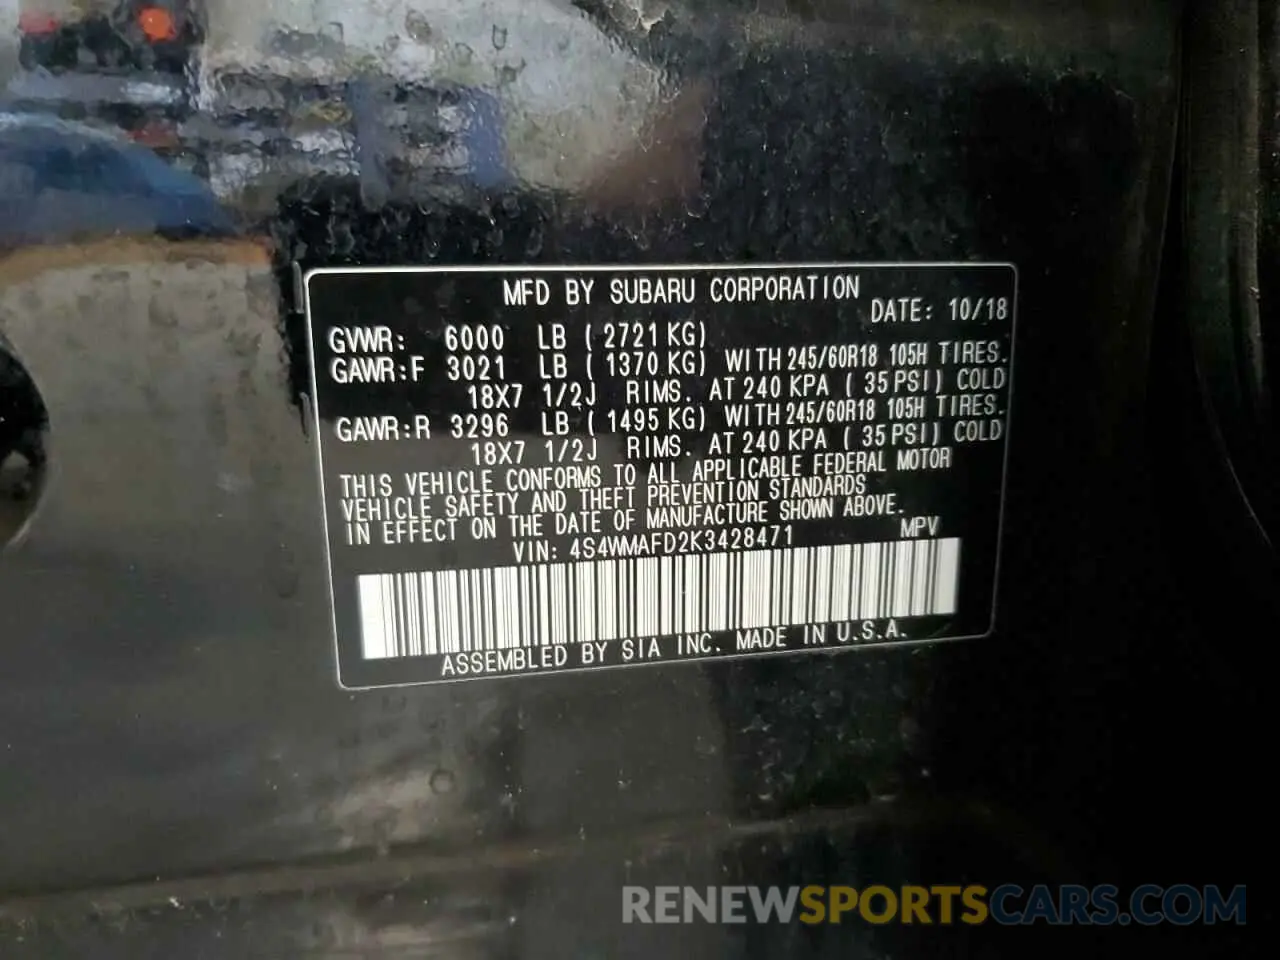 MFD BY SUBARU CORPORATION
DATE: 10/18
GVWR: 6000 LB (2721 KG)
GAWR:F 3021 LB (1370 KG) WITH 245/60R18 105H TIRES.
18X7 1/2J RIMS. AT 240 KPA (35 PSI) COLD
GAWR:R 3296 LB (1495 KG) WITH 245/60R18 105H TIRES.
18X7 1/2J RIMS. AT 240 KPA (35 PSI) COLD
THIS VEHICLE CONFORMS TO ALL APPLICABLE FEDERAL MOTOR
VEHICLE SAFETY AND THEFT PREVENTION STANDARDS
IN EFFECT ON THE DATE OF MANUFACTURE SHOWN ABOVE.
VIN: 4S4WMAFD2K3428471 MPV
ASSEMBLED BY SIA INC. MADE IN U.S.A.
RENEWSPORTSCARS.COM